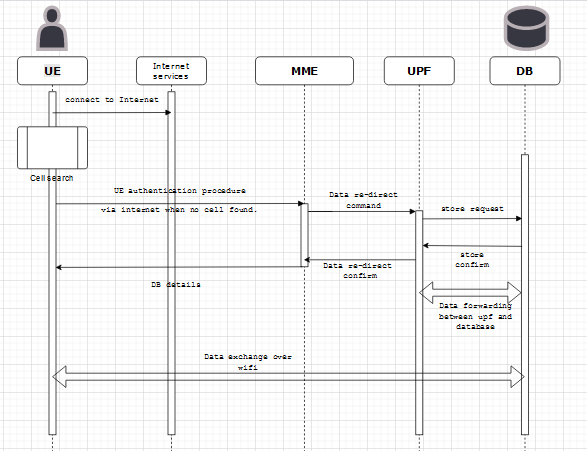 UE
Internet
services
MME
UPF
DB
connect to Internet
Cell search
UE authentication procedure
via internet when no cell found.
Data re-direct
command
store request
store
confirm
Data re-direct
confirm
DB details
Data forwarding
between upf and
database
Data exchange over
wifi